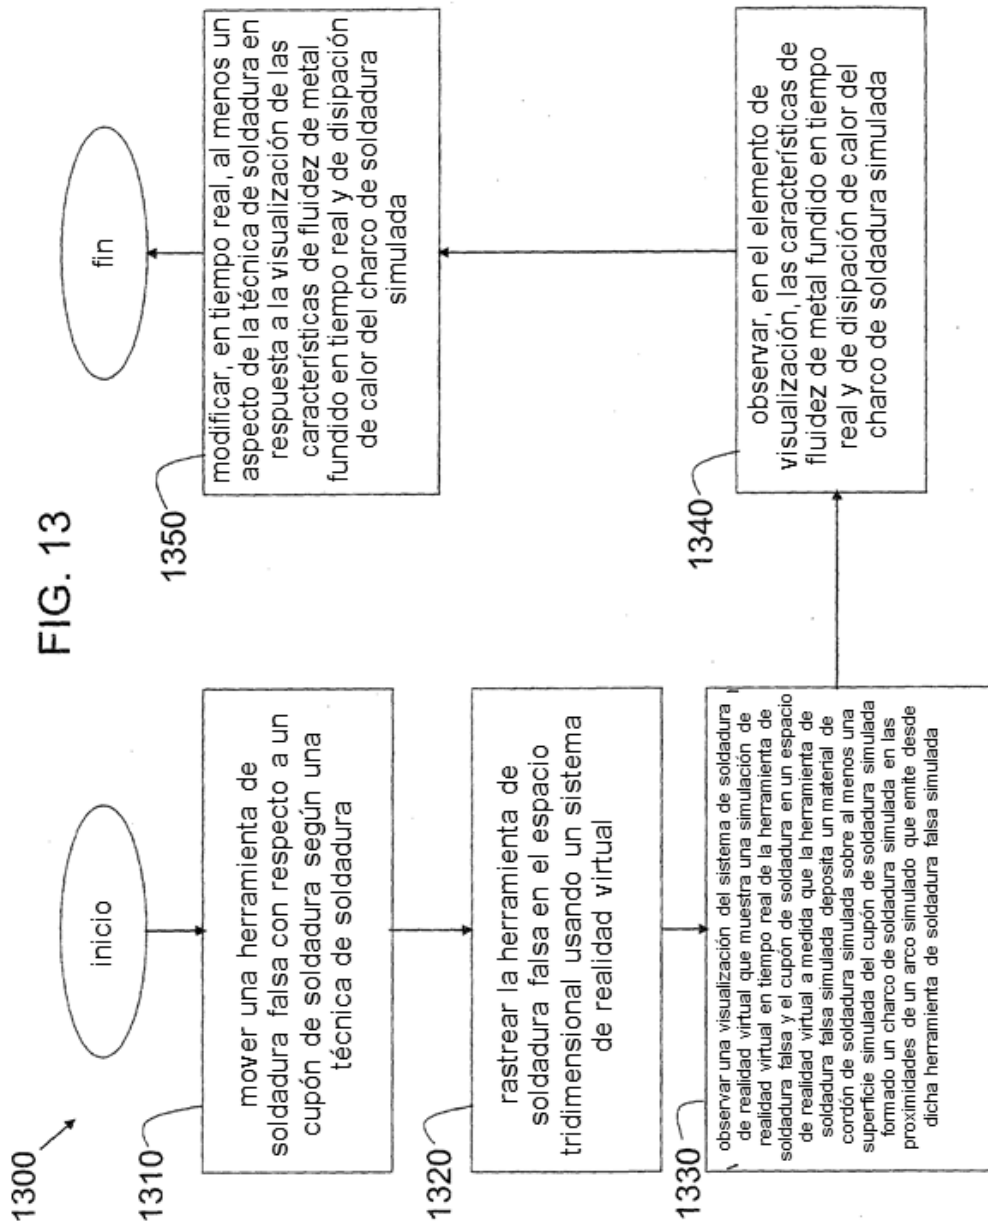 FIG. 13
1300
inicio
1310
mover una herramienta de
soldadura falsa con respecto a un
cupón de soldadura según una
técnica de soldadura
1320
rastrear la herramienta de
soldadura falsa en el espacio
tridimensional usando un sistema
de realidad virtual
1330
observar una visualización del sistema de soldadura
de realidad virtual que muestra una simulación de
realidad virtual en tiempo real de la herramienta de
soldadura falsa y el cupón de soldadura en un espacio
de realidad virtual a medida que la herramienta de
soldadura falsa simulada deposita un material de
cordón de soldadura simulada sobre al menos una
superficie simulada del cupón de soldadura simulada
formado un charco de soldadura simulada en las
proximidades de un arco simulado que emite desde
dicha herramienta de soldadura falsa simulada
1340
observar, en el elemento de
visualización, las características de
fluidez de metal fundido en tiempo
real y de disipación de calor del
charco de soldadura simulada
1350
modificar, en tiempo real, al menos un
aspecto de la técnica de soldadura en
respuesta a la visualización de las
características de fluidez de metal
fundido en tiempo real y de disipación
de calor del charco de soldadura
simulada
fin